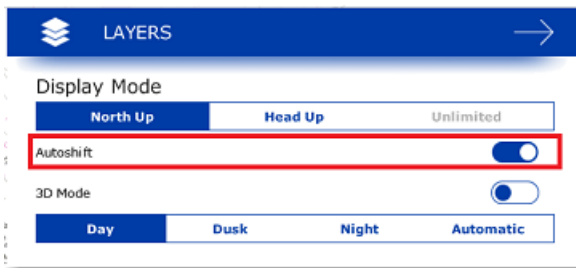 LAYERS
Display Mode
North Up Head Up Unlimited
Autoshift
3D Mode
Day Dusk Night Automatic